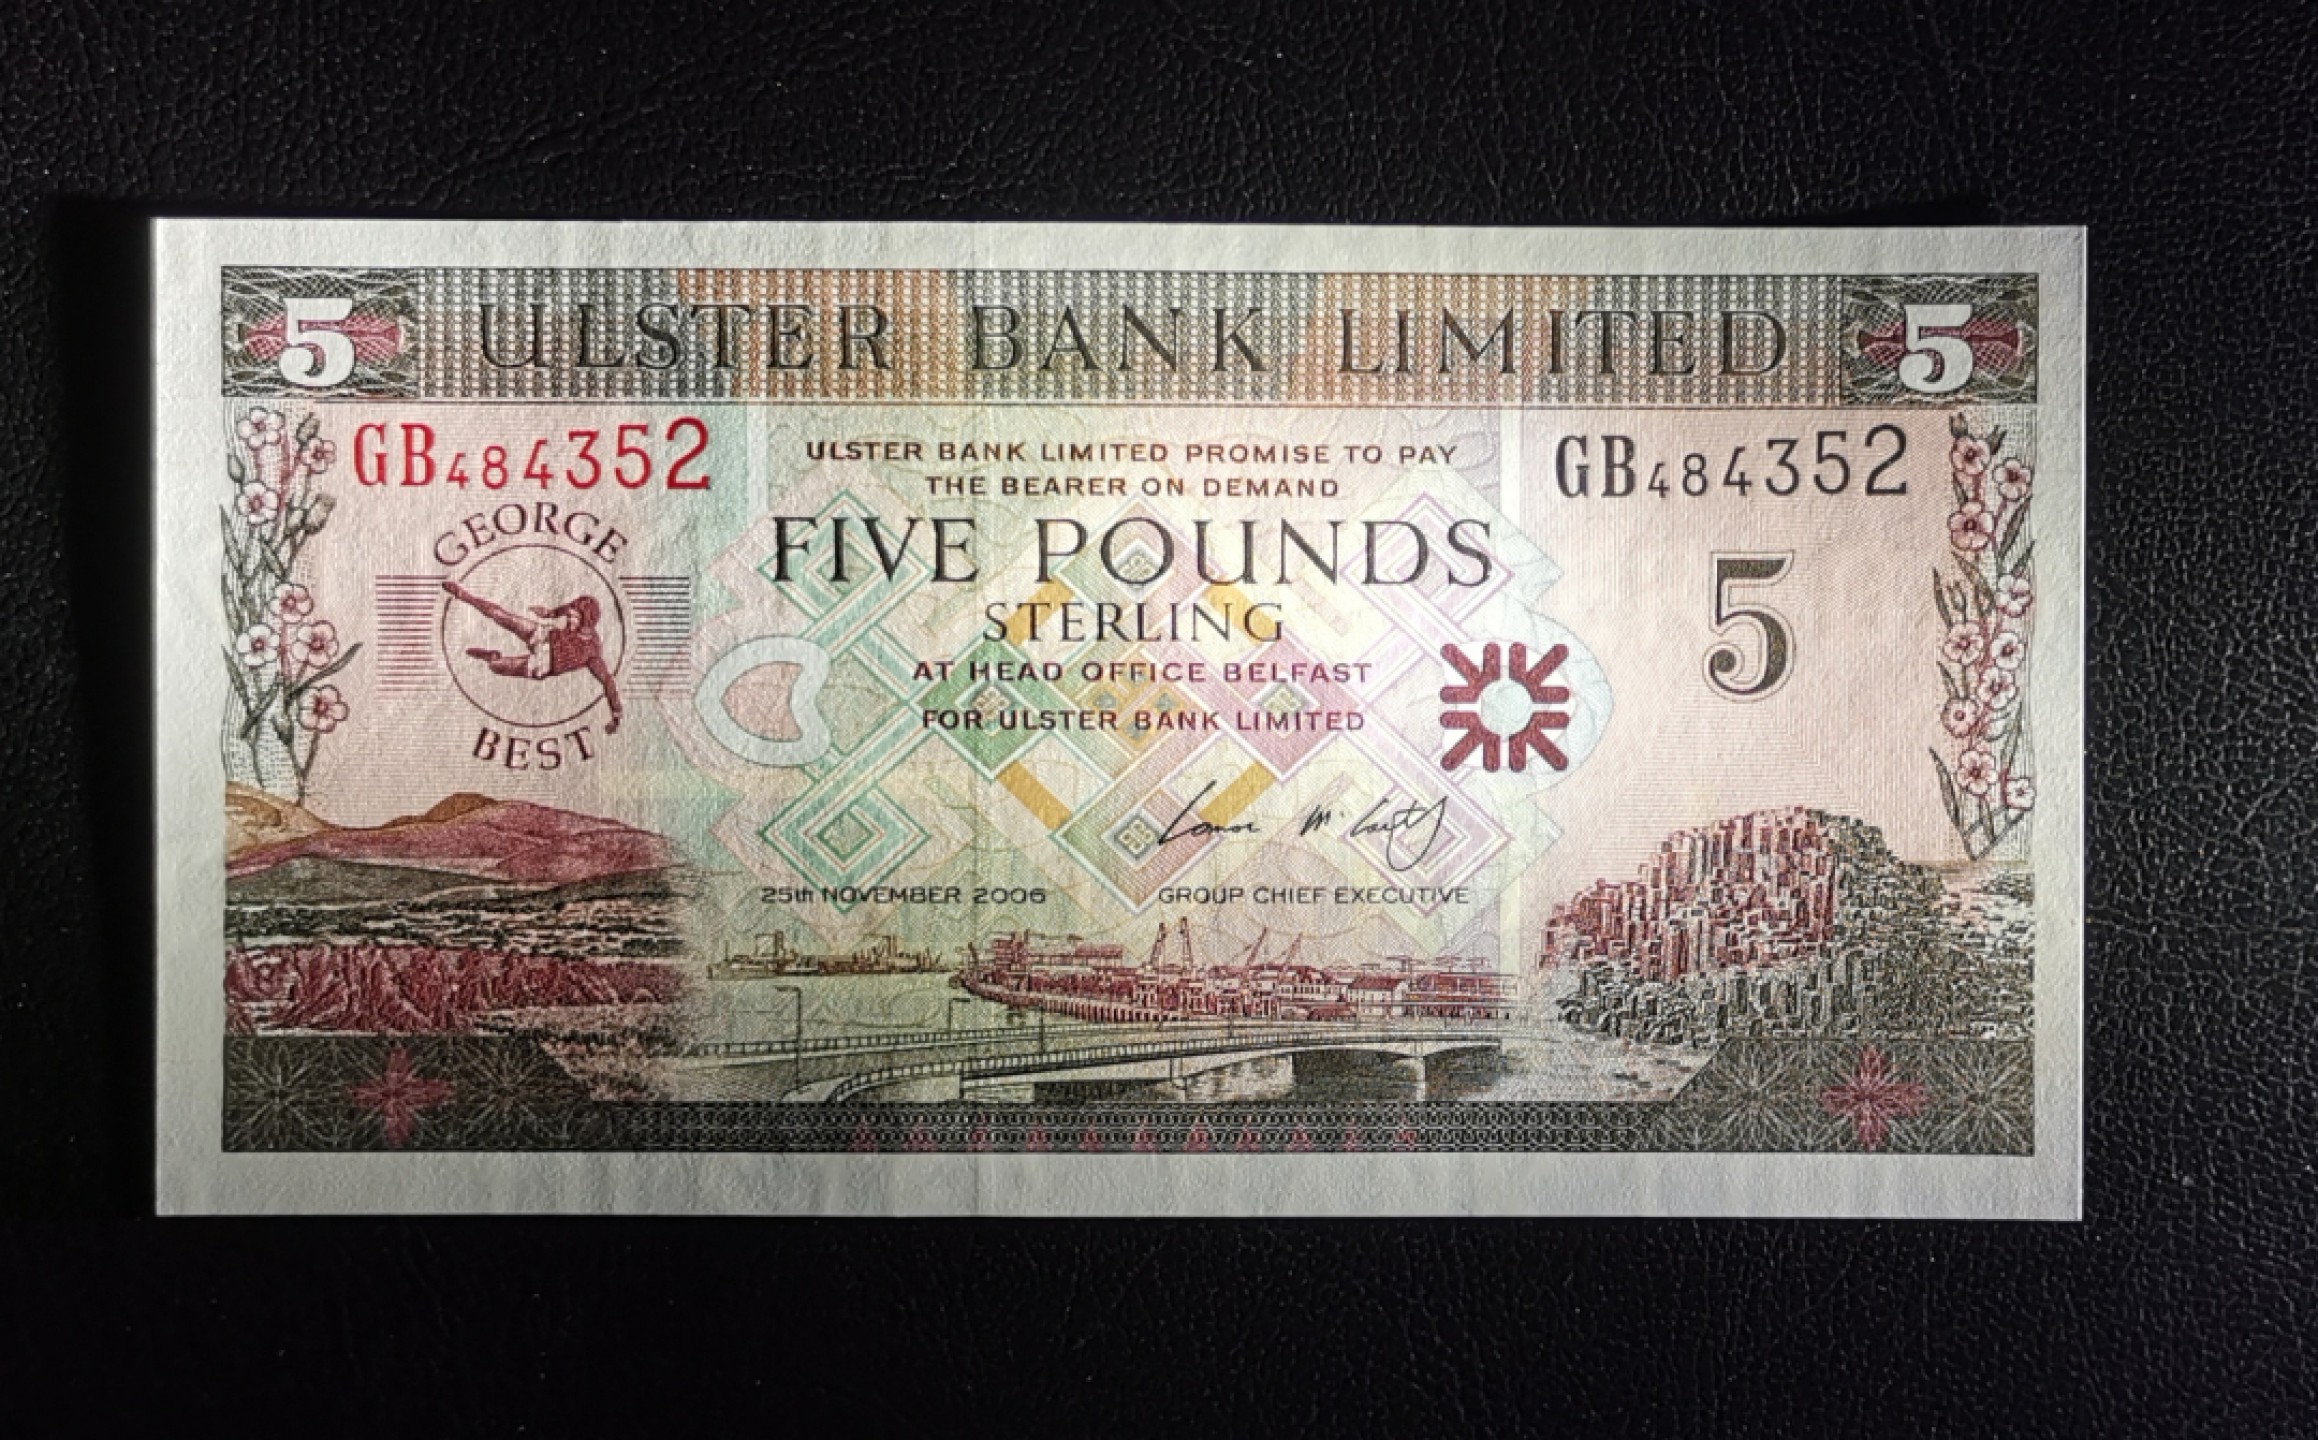 5 ULSTER BANK LIMITED 5
GB484352
GB484352
GEORGE
BEST
ULSTER BANK LIMITED PROMISE TO PAY
THE BEARER ON DEMAND
FIVE POUNDS
STERLING
AT HEAD OFFICE BELFAST
FOR ULSTER BANK LIMITED
5
25th NOVEMBER 2006
GROUP CHIEF EXECUTIVE